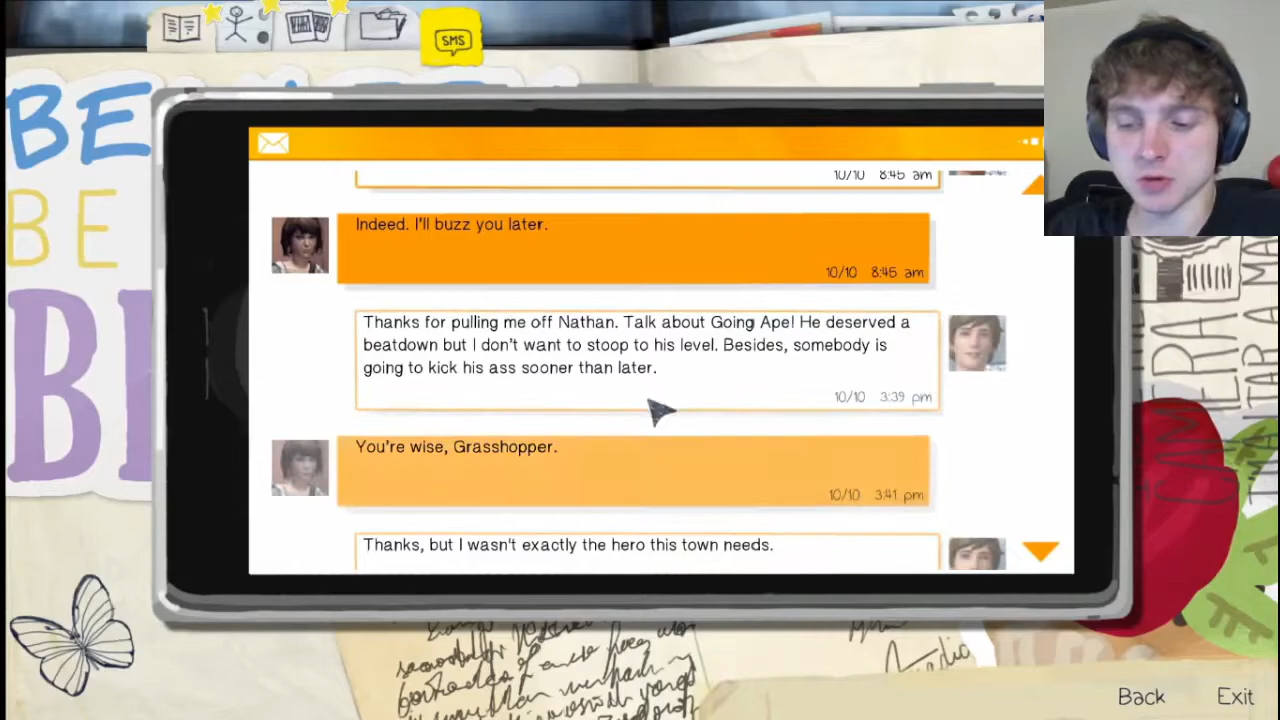 SMS
BE
BE
10/10 8:45 am
Indeed. I'll buzz you later.
10/10 8:45 am
Thanks for pulling me off Nathan. Talk about Going Ape! He deserved a
beatdown but I don't want to stoop to his level. Besides, somebody is
going to kick his ass sooner than later.
10/10 3:39 pm
You're wise, Grasshopper.
10/10 3:41 pm
Thanks, but I wasn't exactly the hero this town needs.
Back Exit